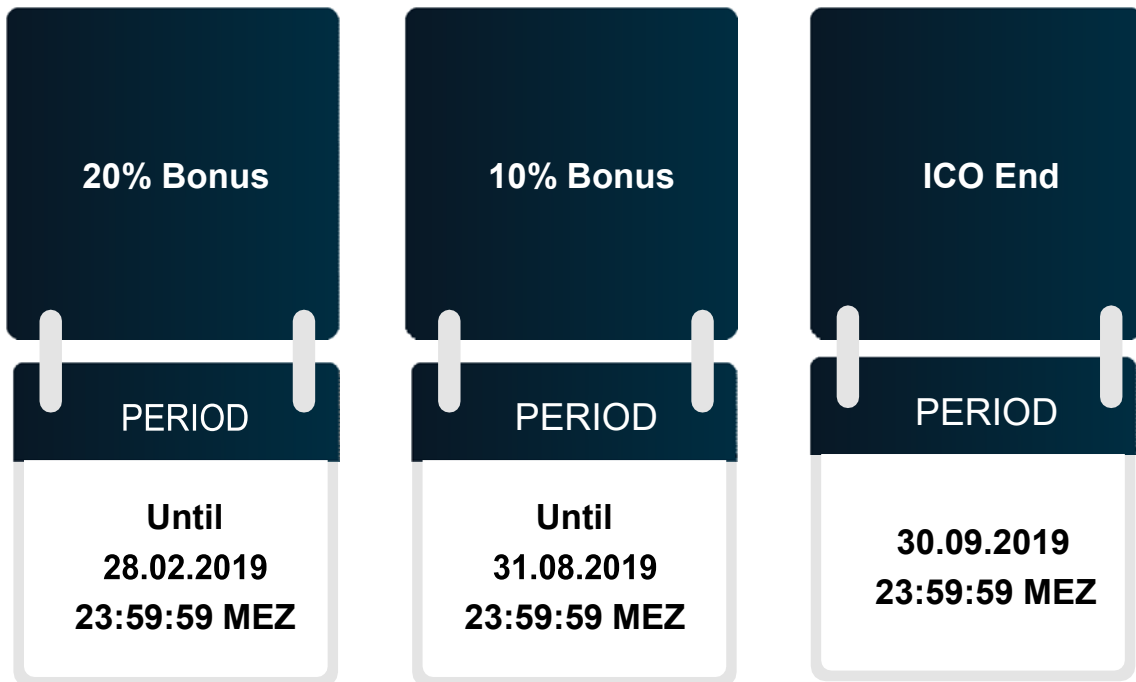 20% Bonus
PERIOD
Until
28.02.2019
23:59:59 MEZ
10% Bonus
PERIOD
Until
31.08.2019
23:59:59 MEZ
ICO End
PERIOD
30.09.2019
23:59:59 MEZ